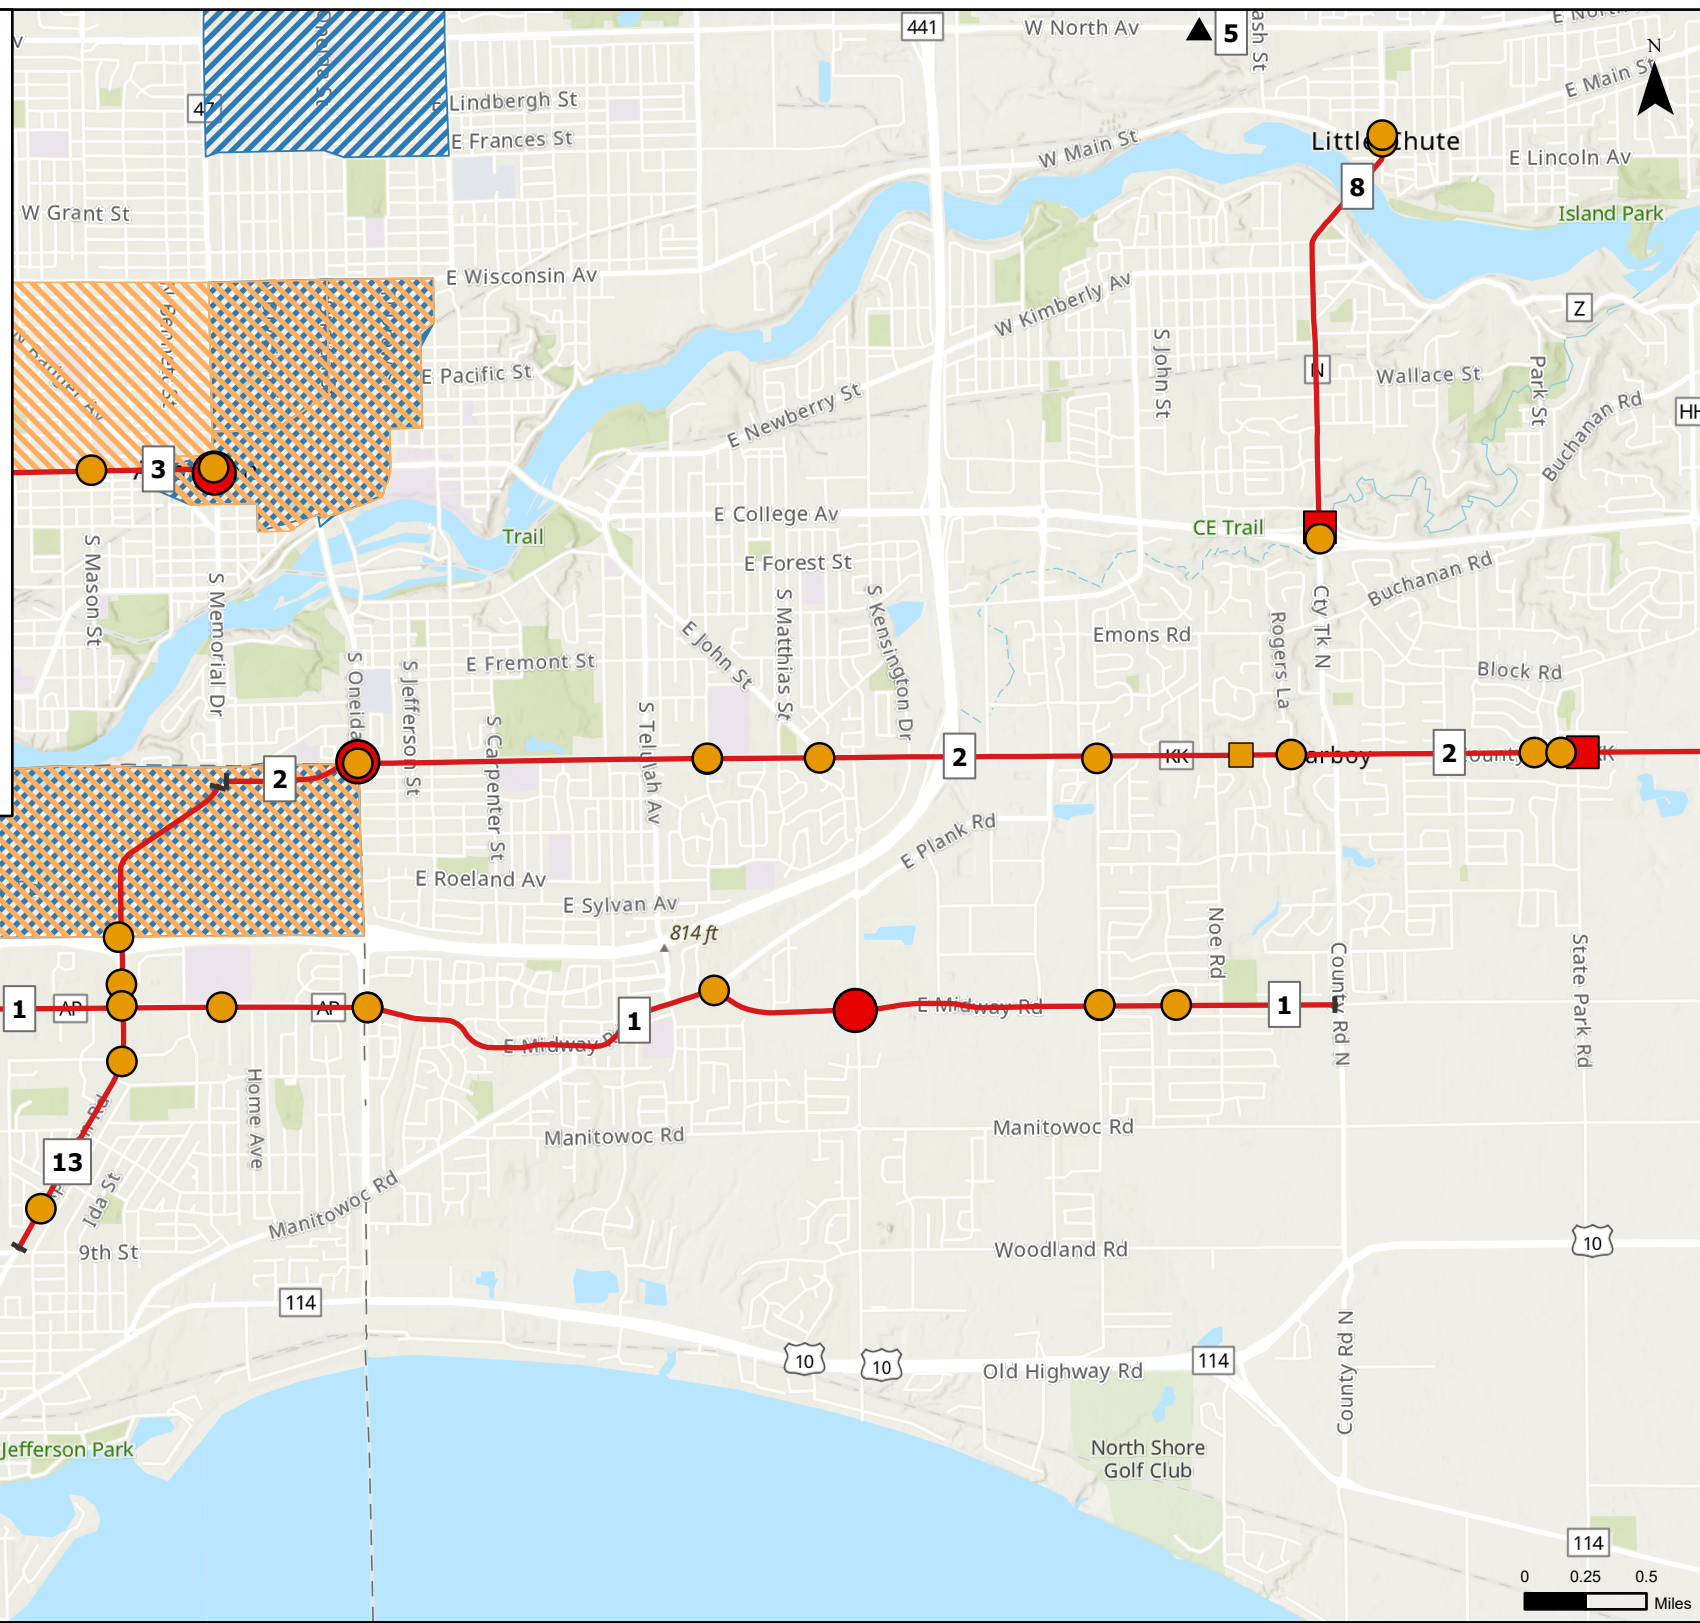 441
W North Av
5
N
E Main St
47
E Lindbergh St
E Frances St
W Main St
Little Chute
E Lincoln Av
8
W Grant St
Island Park
E Wisconsin Av
W Kimberly Av
Z
N
S John St
Wallace St
Park St
E Pacific St
E Newberry St
Buchanan Rd
3
E College Av
CE Trail
Trail
E Forest St
Buchanan Rd
S Mason St
S Memorial Dr
S Matthias St
S Kensington Dr
Cty Tk N
Rogers La
Emons Rd
E John St
E Fremont St
Block Rd
S Oneida
S Jefferson St
S Carpenter St
S Telulah Av
2
2
KK
2
E Plank Rd
E Roeland Av
E Sylvan Av
814 ft
Noe Rd
County Rd N
State Park Rd
1
AP
AP
1
E Midway Rd
1
E Midway
Home Ave
Manitowoc Rd
Manitowoc Rd
13
Ida St
Manitowoc Rd
9th St
Woodland Rd
10
114
10
10
Old Highway Rd
114
County Rd N
Jefferson Park
North Shore
Golf Club
114
0 0.25 0.5
Miles